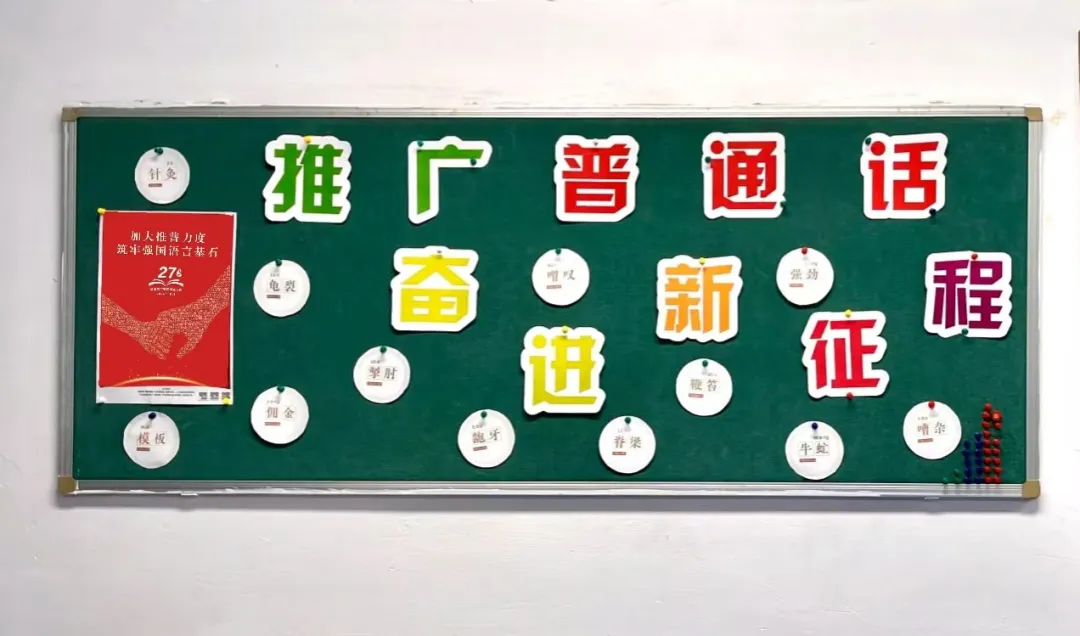 推广普通话
奋进新征程
针灸
加大推普力度
筑牢强国语言基石
27
龟裂
嘈叹
强劲
掣肘
鞭笞
佣金
模板
龅牙
脊梁
牛虻
嘈杂